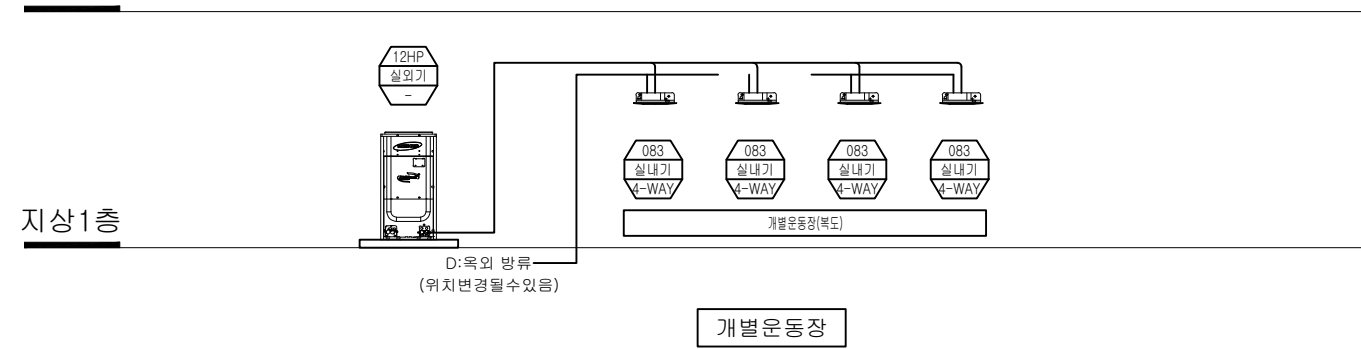 12HP
실외기
-
083
실내기
4-WAY
083
실내기
4-WAY
083
실내기
4-WAY
083
실내기
4-WAY
개별운동장(복도)
지상1층
D:옥외 방류
(위치변경될수있음)
개별운동장